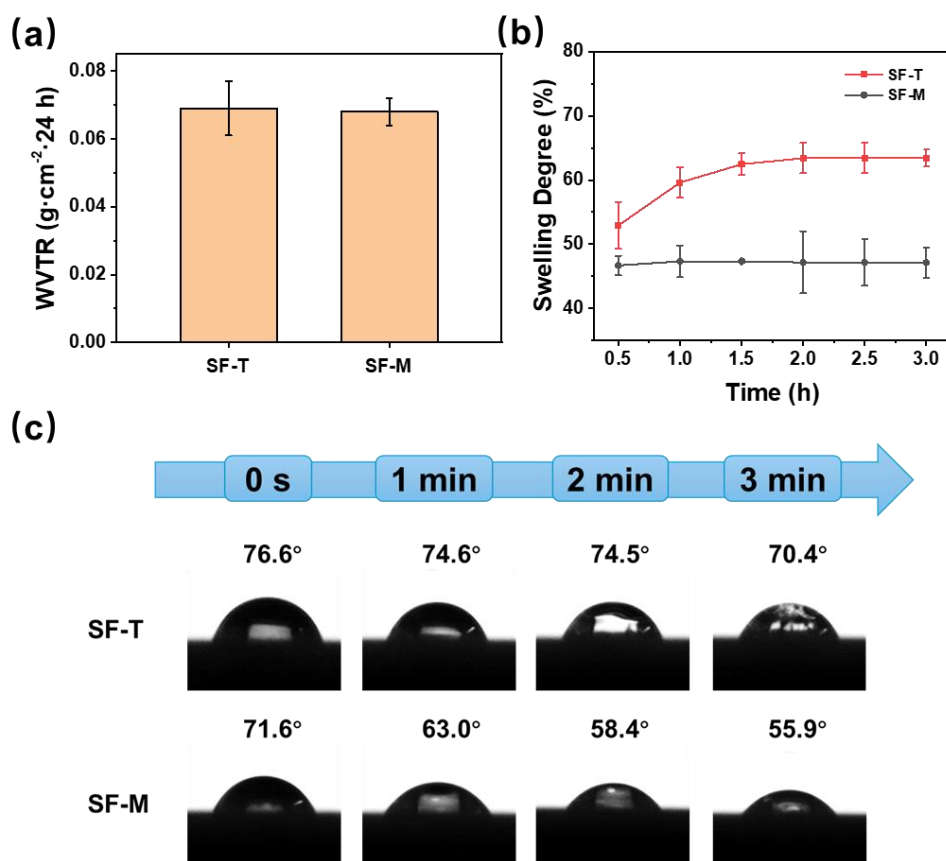 (a)
WVTR (g·cm⁻²·24 h)
0.08
0.06
0.04
0.02
0.00
SF-T SF-M
(b)
Swelling Degree (%)
80
70
60
50
40
SF-T
SF-M
0.5 1.0 1.5 2.0 2.5 3.0
Time (h)
(c)
0 s 1 min 2 min 3 min
76.6° 74.6° 74.5° 70.4°
SF-T
71.6° 63.0° 58.4° 55.9°
SF-M